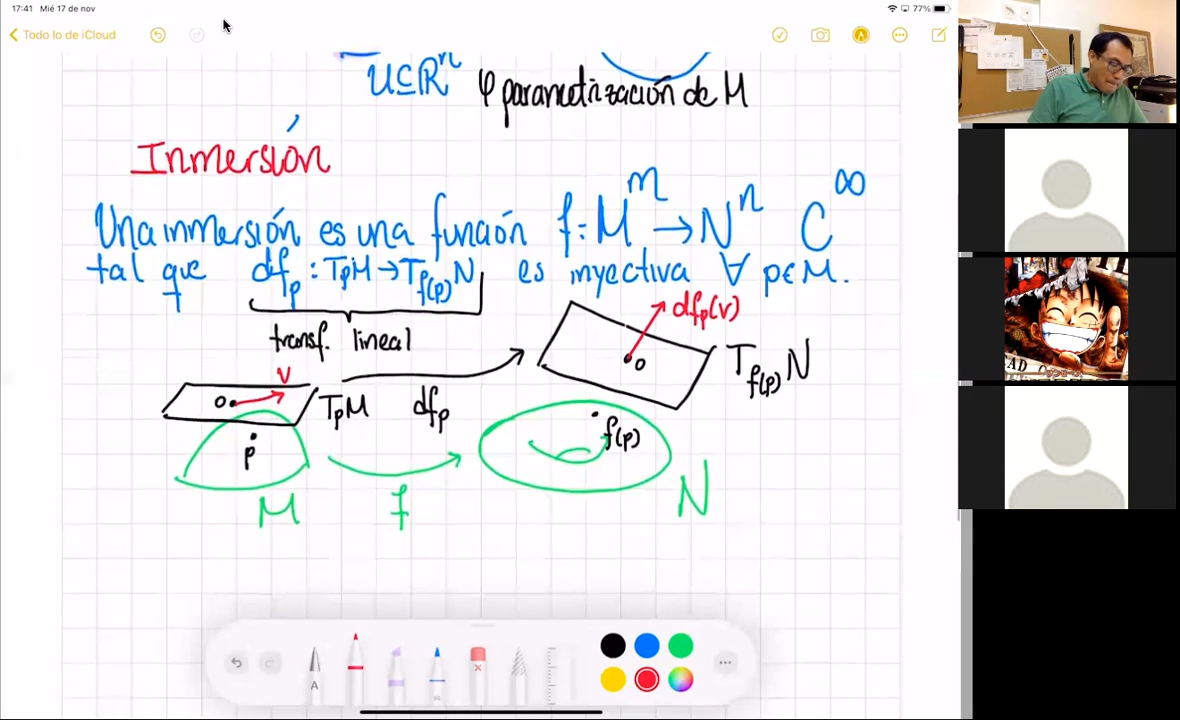 17:41 Mié 17 de nov
77%
Todo lo de iCloud
U⊆ℝⁿ φ parametrización de M
Inmersión
Una inmersión es una función f: Mᵐ → Nⁿ C^∞
tal que df_p : T_pM → T_f(p)N es inyectiva ∀ p∈M.
transf. lineal
df_p(v)
o
T_f(p)N
v
o
T_pM
df_p
p
f(p)
M
f
N
A
AD